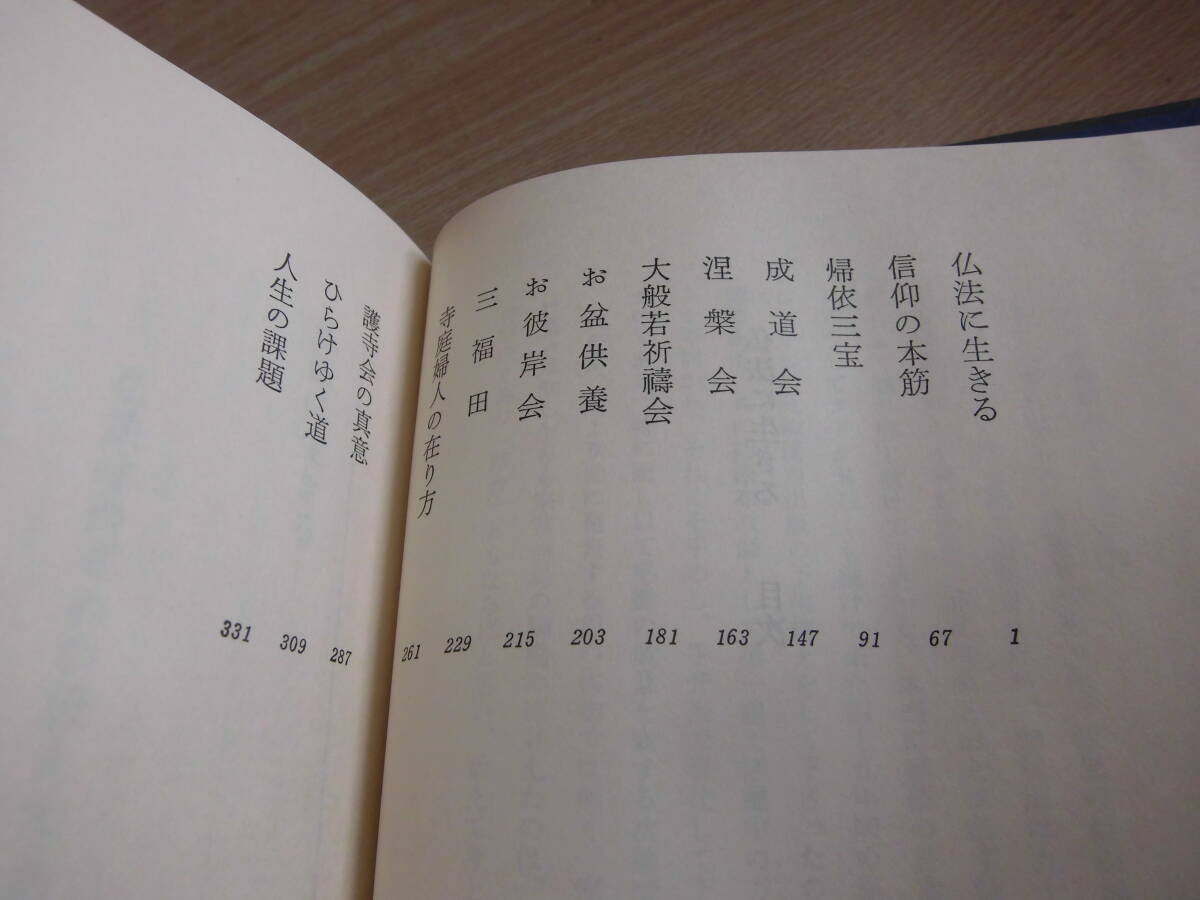 仏法に生きる 1
信仰の本筋 67
帰依三宝 91
成道会 147
涅槃会 163
大般若祈禱会 181
お盆供養 203
お彼岸会 215
三福田 229
寺庭婦人の在り方 261
護寺会の真意 287
ひらけゆく道 309
人生の課題 331